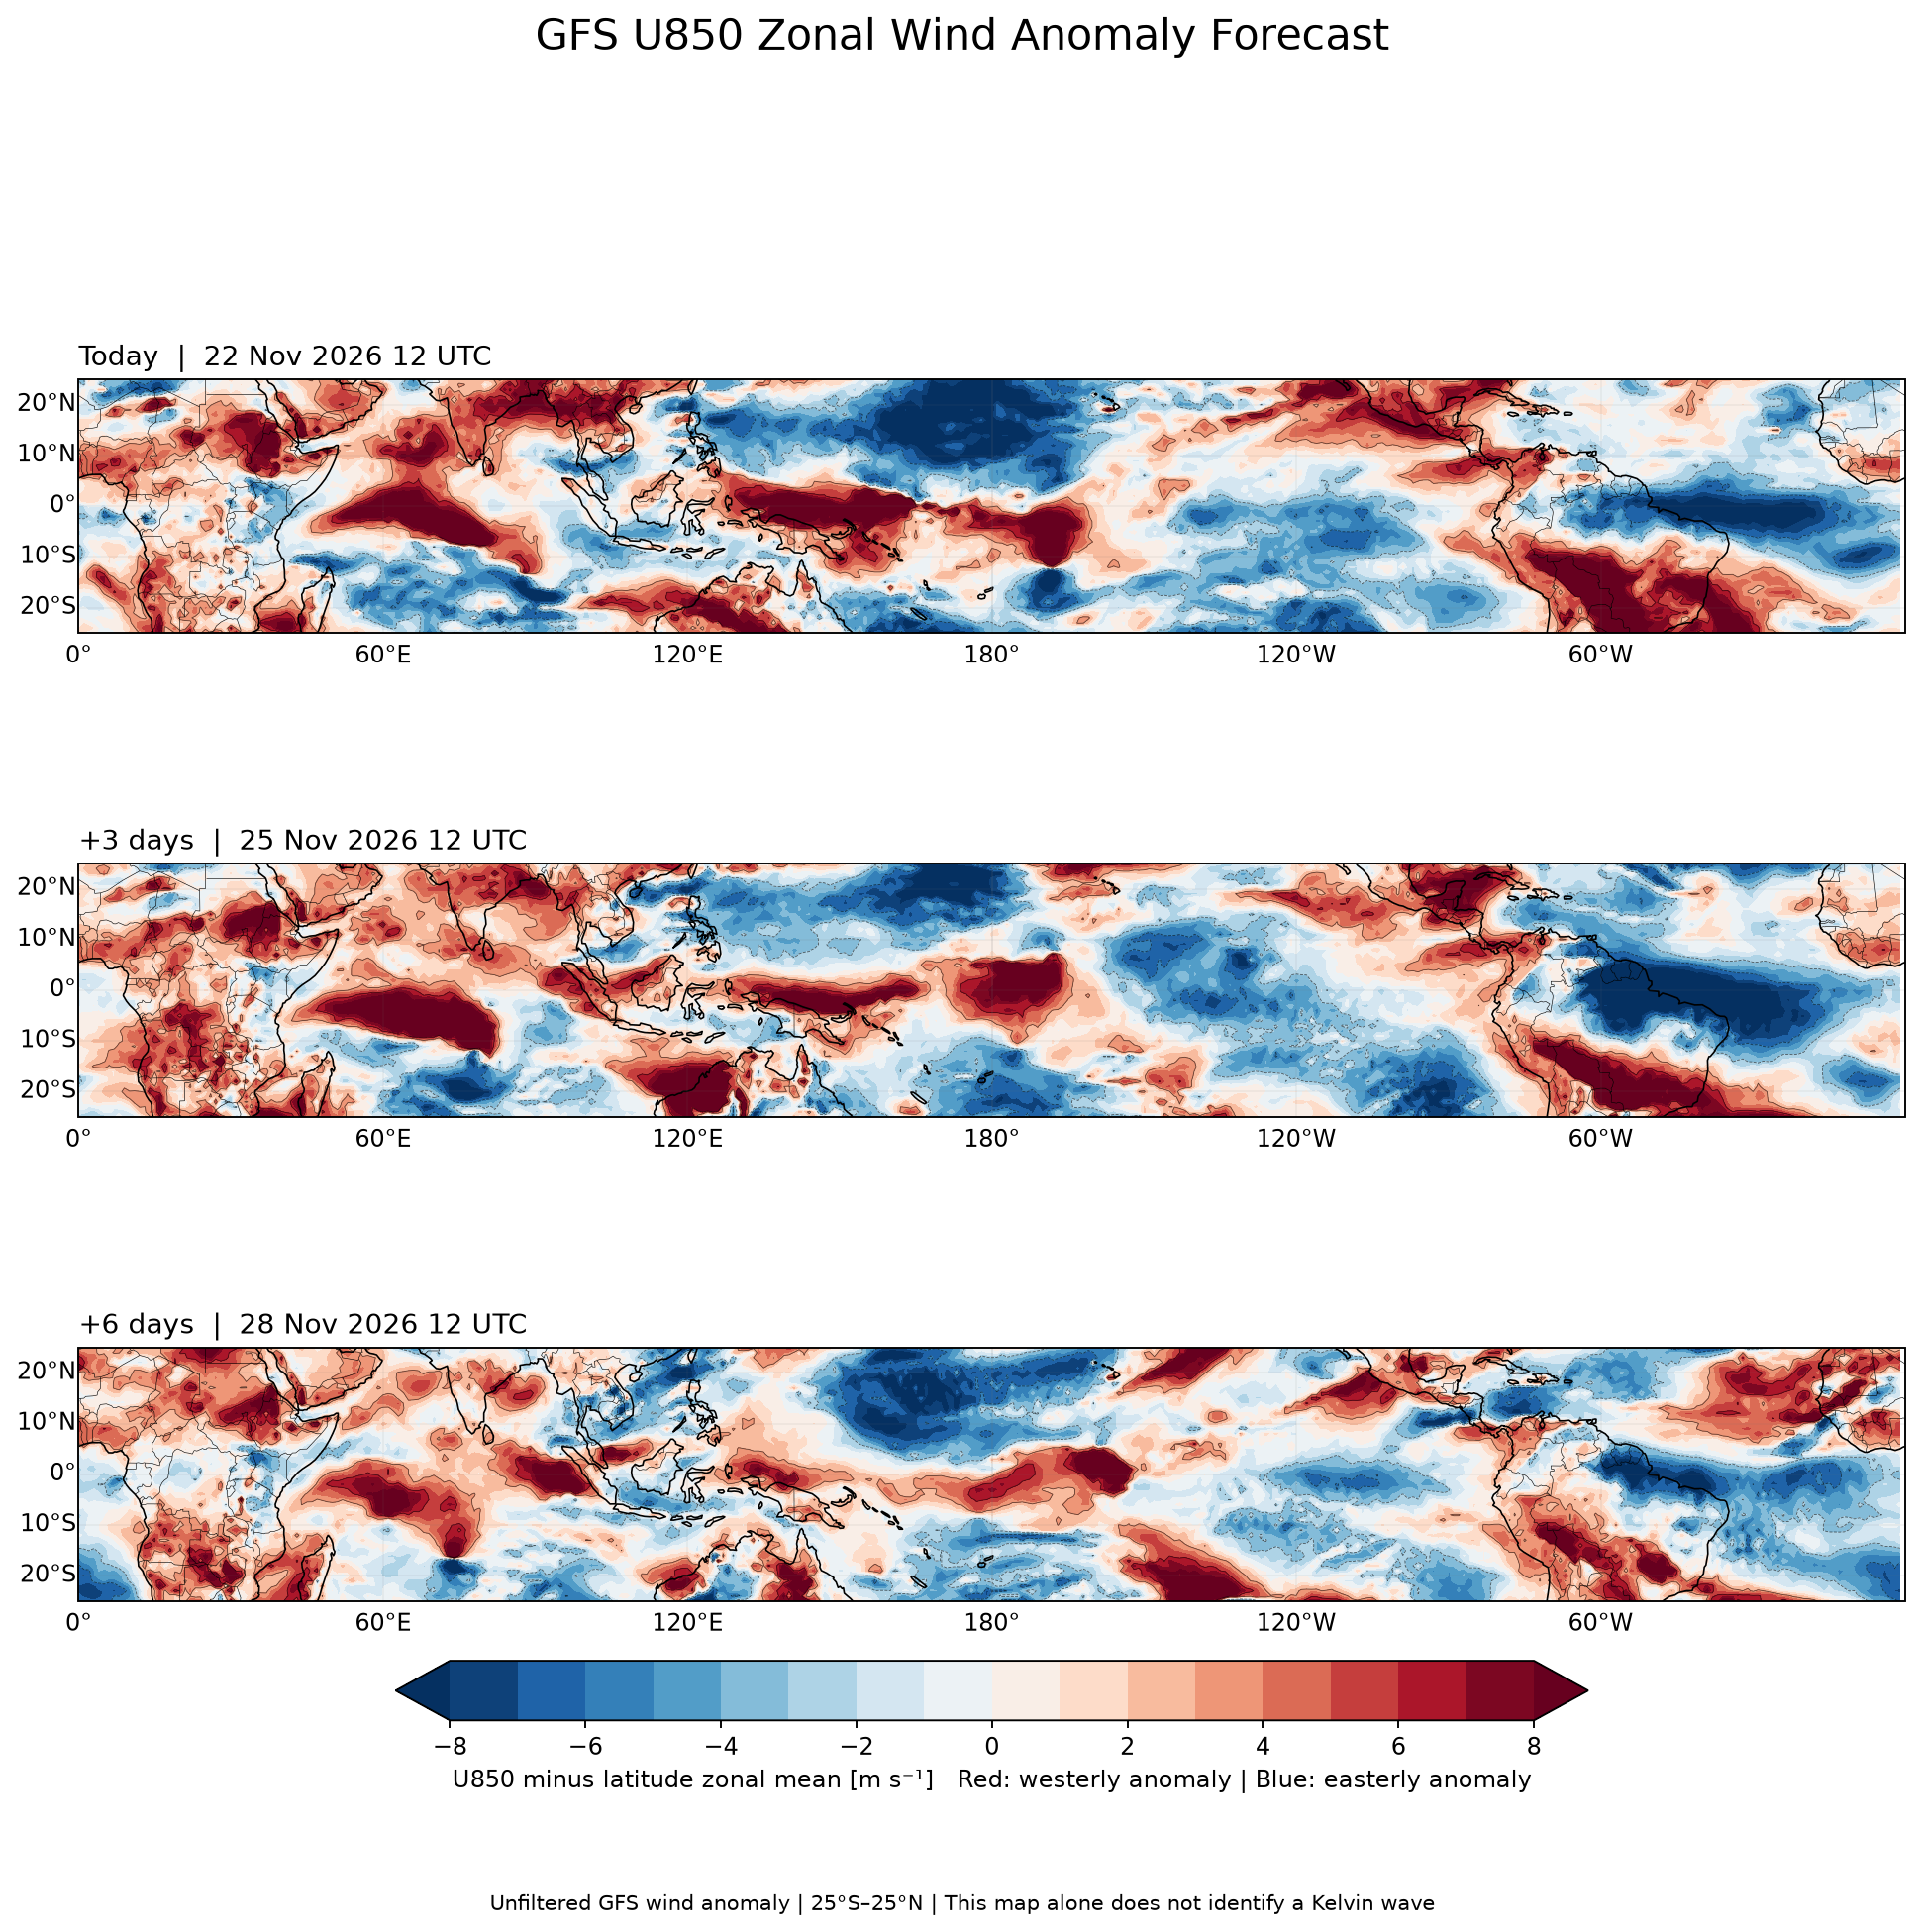 GFS U850 Zonal Wind Anomaly Forecast
Today | 22 Nov 2026 12 UTC
20°N
10°N
0°
10°S
20°S
0° 60°E 120°E 180° 120°W 60°W
+3 days | 25 Nov 2026 12 UTC
20°N
10°N
0°
10°S
20°S
0° 60°E 120°E 180° 120°W 60°W
+6 days | 28 Nov 2026 12 UTC
20°N
10°N
0°
10°S
20°S
0° 60°E 120°E 180° 120°W 60°W
−8 −6 −4 −2 0 2 4 6 8
U850 minus latitude zonal mean [m s⁻¹] Red: westerly anomaly | Blue: easterly anomaly
Unfiltered GFS wind anomaly | 25°S–25°N | This map alone does not identify a Kelvin wave